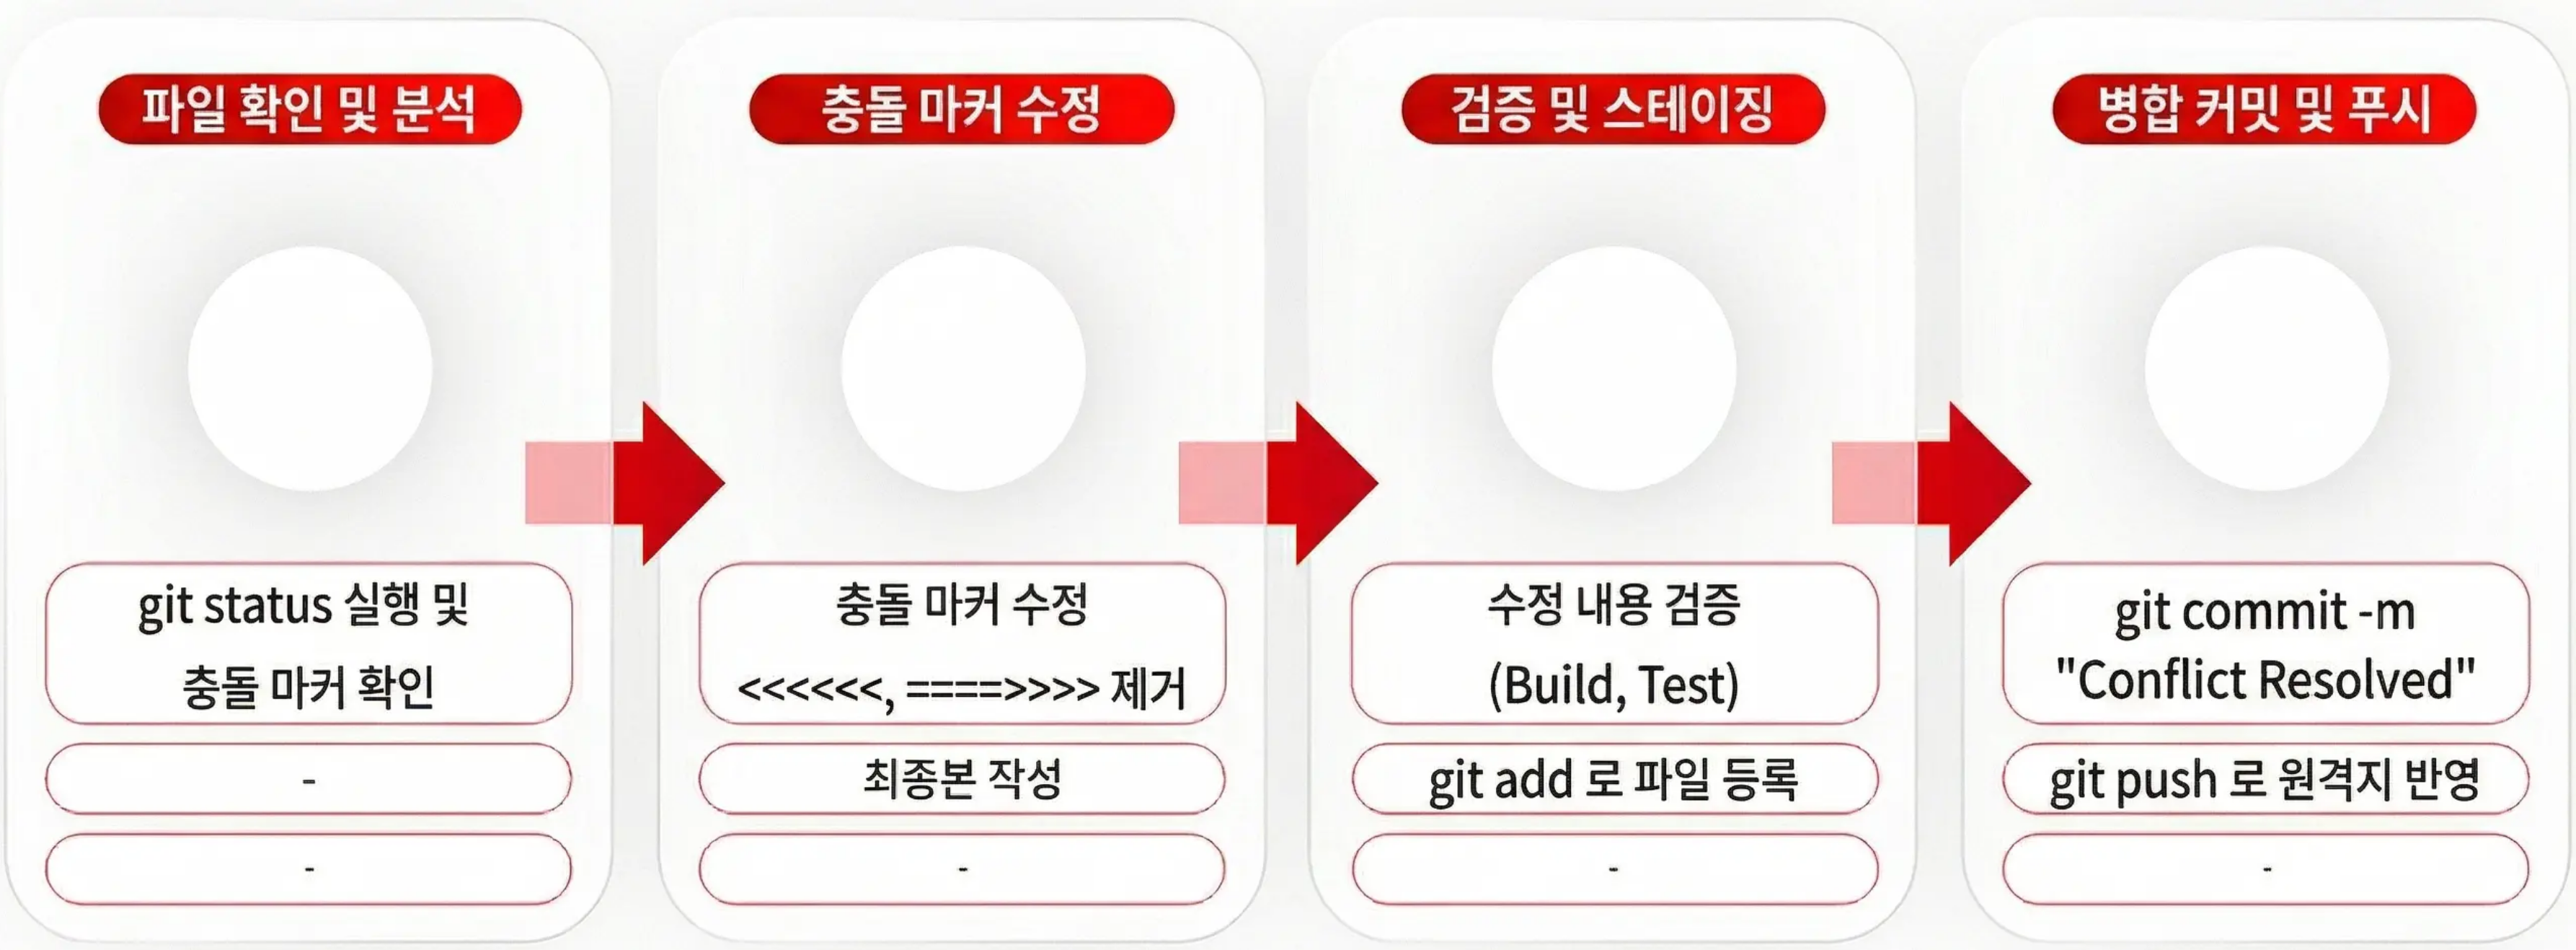 파일 확인 및 분석
git status 실행 및
충돌 마커 확인
-
-
충돌 마커 수정
충돌 마커 수정
<<<<<<, ====>>>> 제거
최종본 작성
-
검증 및 스테이징
수정 내용 검증
(Build, Test)
git add 로 파일 등록
-
병합 커밋 및 푸시
git commit -m
"Conflict Resolved"
git push 로 원격지 반영
-